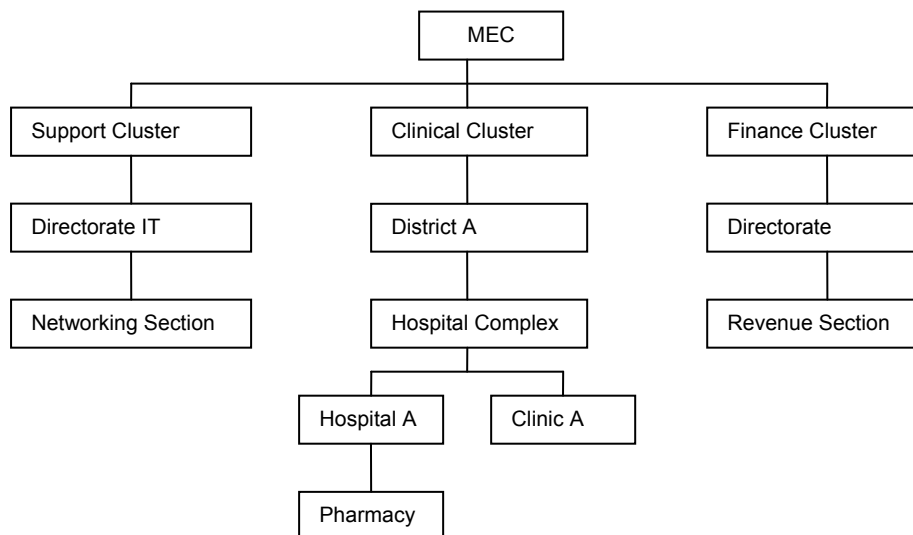 MEC
Support Cluster
Clinical Cluster
Finance Cluster
Directorate IT
District A
Directorate
Networking Section
Hospital Complex
Revenue Section
Hospital A
Clinic A
Pharmacy